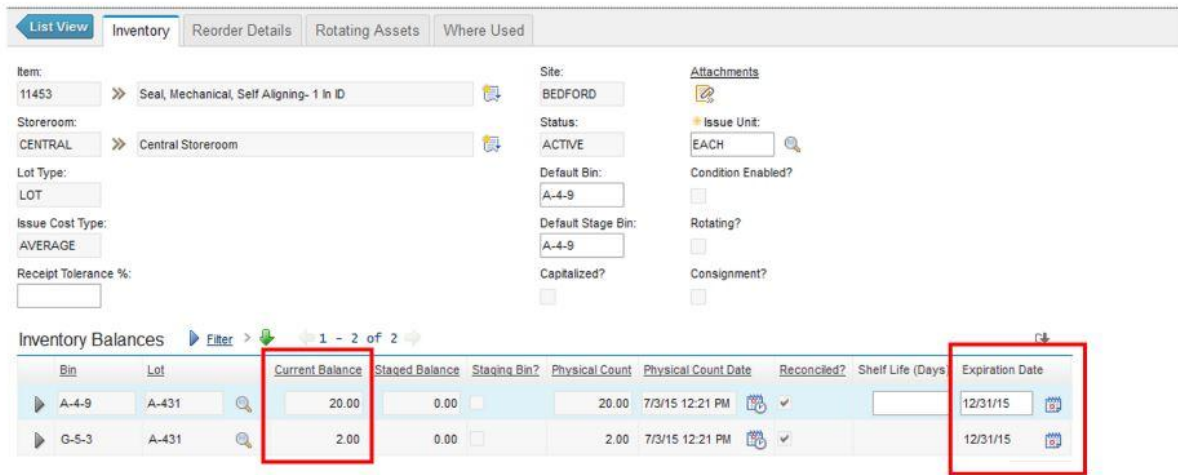 List View Inventory Reorder Details Rotating Assets Where Used
Item: Site: Attachments
11453 Seal, Mechanical, Self Aligning- 1 In ID BEDFORD
Storeroom: Status: Issue Unit:
CENTRAL Central Storeroom ACTIVE EACH
Lot Type: Default Bin: Condition Enabled?
LOT A-4-9
Issue Cost Type: Default Stage Bin: Rotating?
AVERAGE A-4-9
Receipt Tolerance %: Capitalized? Consignment?
Inventory Balances Filter > 1 - 2 of 2
Bin Lot Current Balance Staged Balance Staging Bin? Physical Count Physical Count Date Reconciled? Shelf Life (Days) Expiration Date
A-4-9 A-431 20.00 0.00 20.00 7/3/15 12:21 PM 12/31/15
G-5-3 A-431 2.00 0.00 2.00 7/3/15 12:21 PM 12/31/15